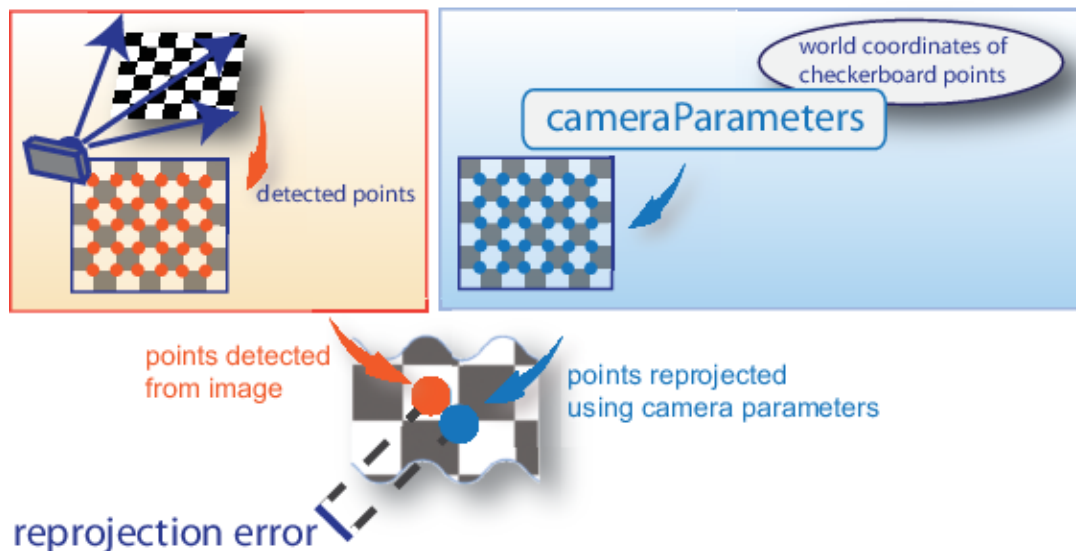 world coordinates of
checkerboard points
cameraParameters
detected points
points detected
from image
points reprojected
using camera parameters
reprojection error